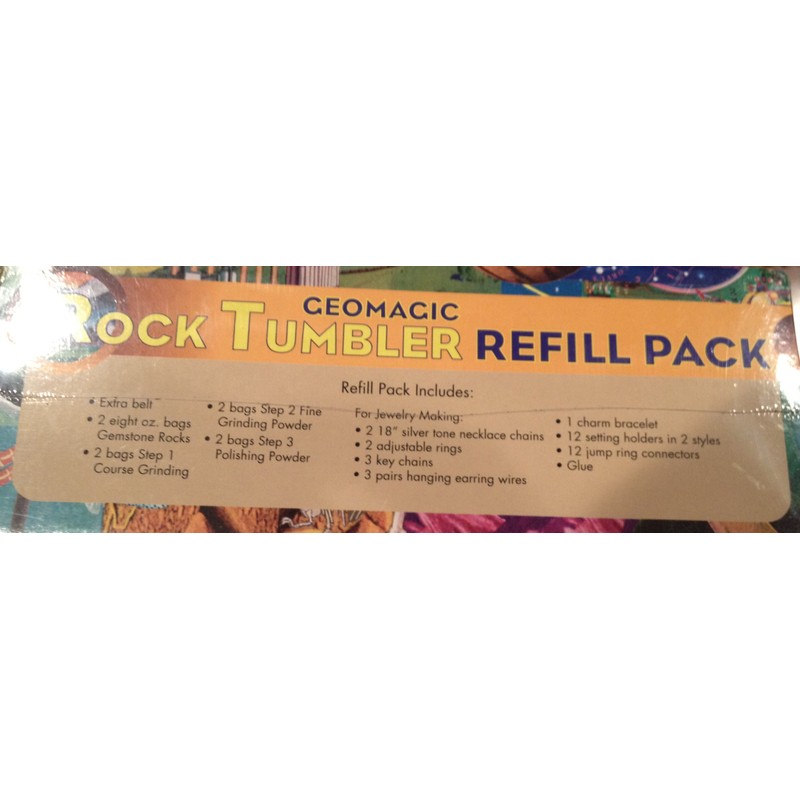 GEOMAGIC
ROCK TUMBLER REFILL PACK
Refill Pack Includes:
• Extra belt
• 2 eight oz. bags
Gemstone Rocks
• 2 bags Step 1
Course Grinding
• 2 bags Step 2 Fine
Grinding Powder
• 2 bags Step 3
Polishing Powder
For Jewelry Making:
• 2 18" silver tone necklace chains
• 2 adjustable rings
• 3 key chains
• 3 pairs hanging earring wires
• 1 charm bracelet
• 12 setting holders in 2 styles
• 12 jump ring connectors
• Glue